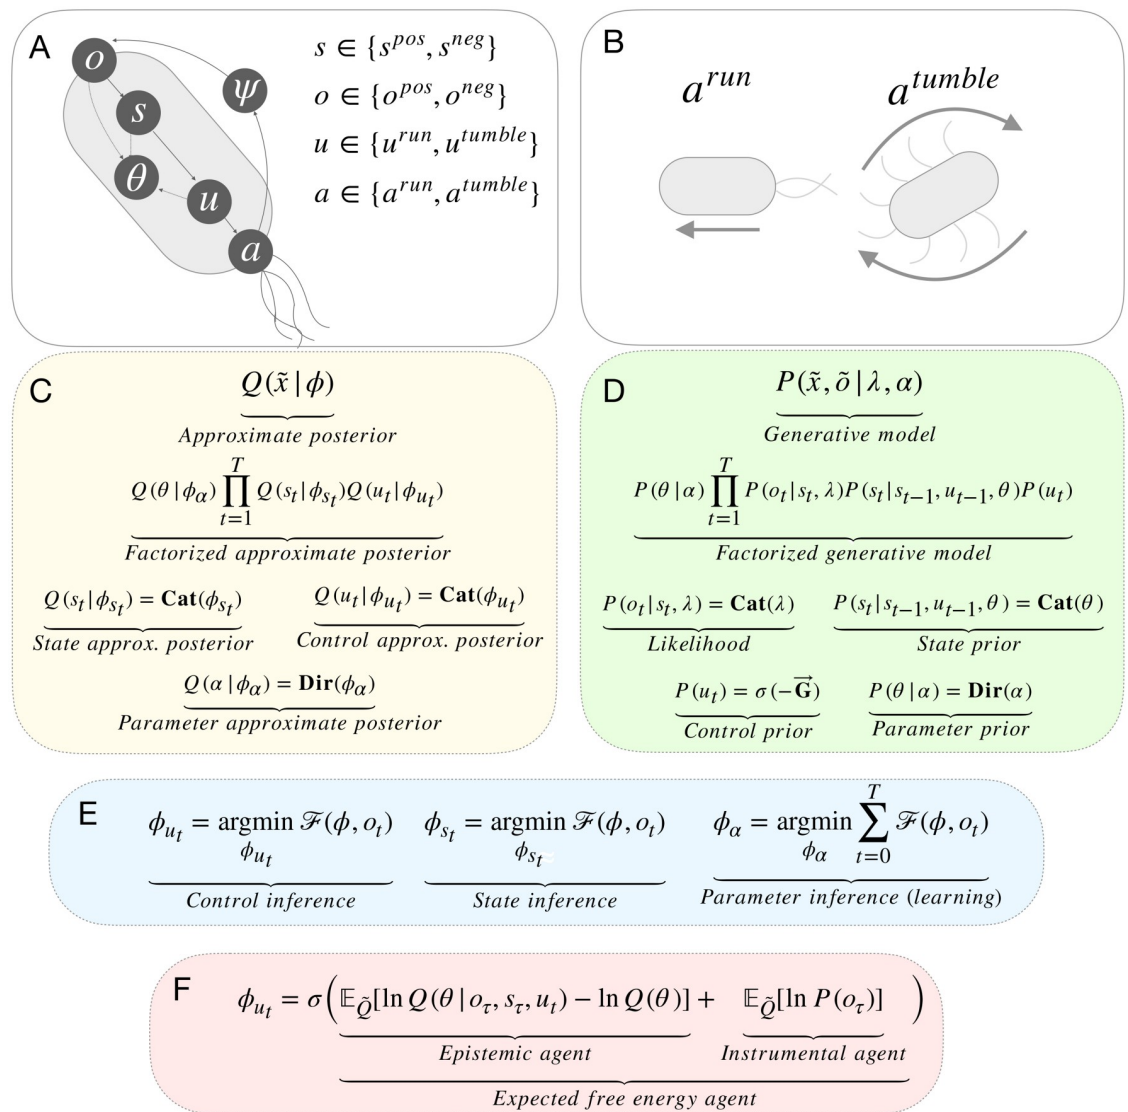 A
o
s
θ
u
a
ψ
s ∈ {s^{pos}, s^{neg}}
o ∈ {o^{pos}, o^{neg}}
u ∈ {u^{run}, u^{tumble}}
a ∈ {a^{run}, a^{tumble}}
B
a^{run}
a^{tumble}
C
Q(x̃ | ϕ)
Approximate posterior
Q(θ | ϕ_α) ∏_{t=1}^{T} Q(s_t | ϕ_{s_t})Q(u_t | ϕ_{u_t})
Factorized approximate posterior
Q(s_t | ϕ_{s_t}) = Cat(ϕ_{s_t})
State approx. posterior
Q(u_t | ϕ_{u_t}) = Cat(ϕ_{u_t})
Control approx. posterior
Q(α | ϕ_α) = Dir(ϕ_α)
Parameter approximate posterior
D
P(x̃, õ | λ, α)
Generative model
P(θ | α) ∏_{t=1}^{T} P(o_t | s_t, λ)P(s_t | s_{t−1}, u_{t−1}, θ)P(u_t)
Factorized generative model
P(o_t | s_t, λ) = Cat(λ)
Likelihood
P(s_t | s_{t−1}, u_{t−1}, θ) = Cat(θ)
State prior
P(u_t) = σ(−G⃗)
Control prior
P(θ | α) = Dir(α)
Parameter prior
E
ϕ_{u_t} = argmin_{ϕ_{u_t}} ℱ(ϕ, o_t)
Control inference
ϕ_{s_t} = argmin_{ϕ_{s_t}} ℱ(ϕ, o_t)
State inference
ϕ_α = argmin_{ϕ_α} ∑_{t=0}^{T} ℱ(ϕ, o_t)
Parameter inference (learning)
F
ϕ_{u_t} = σ(𝔼_{Q̃}[ln Q(θ | o_τ, s_τ, u_t) − ln Q(θ)] + 𝔼_{Q̃}[ln P(o_τ)])
Epistemic agent
Instrumental agent
Expected free energy agent